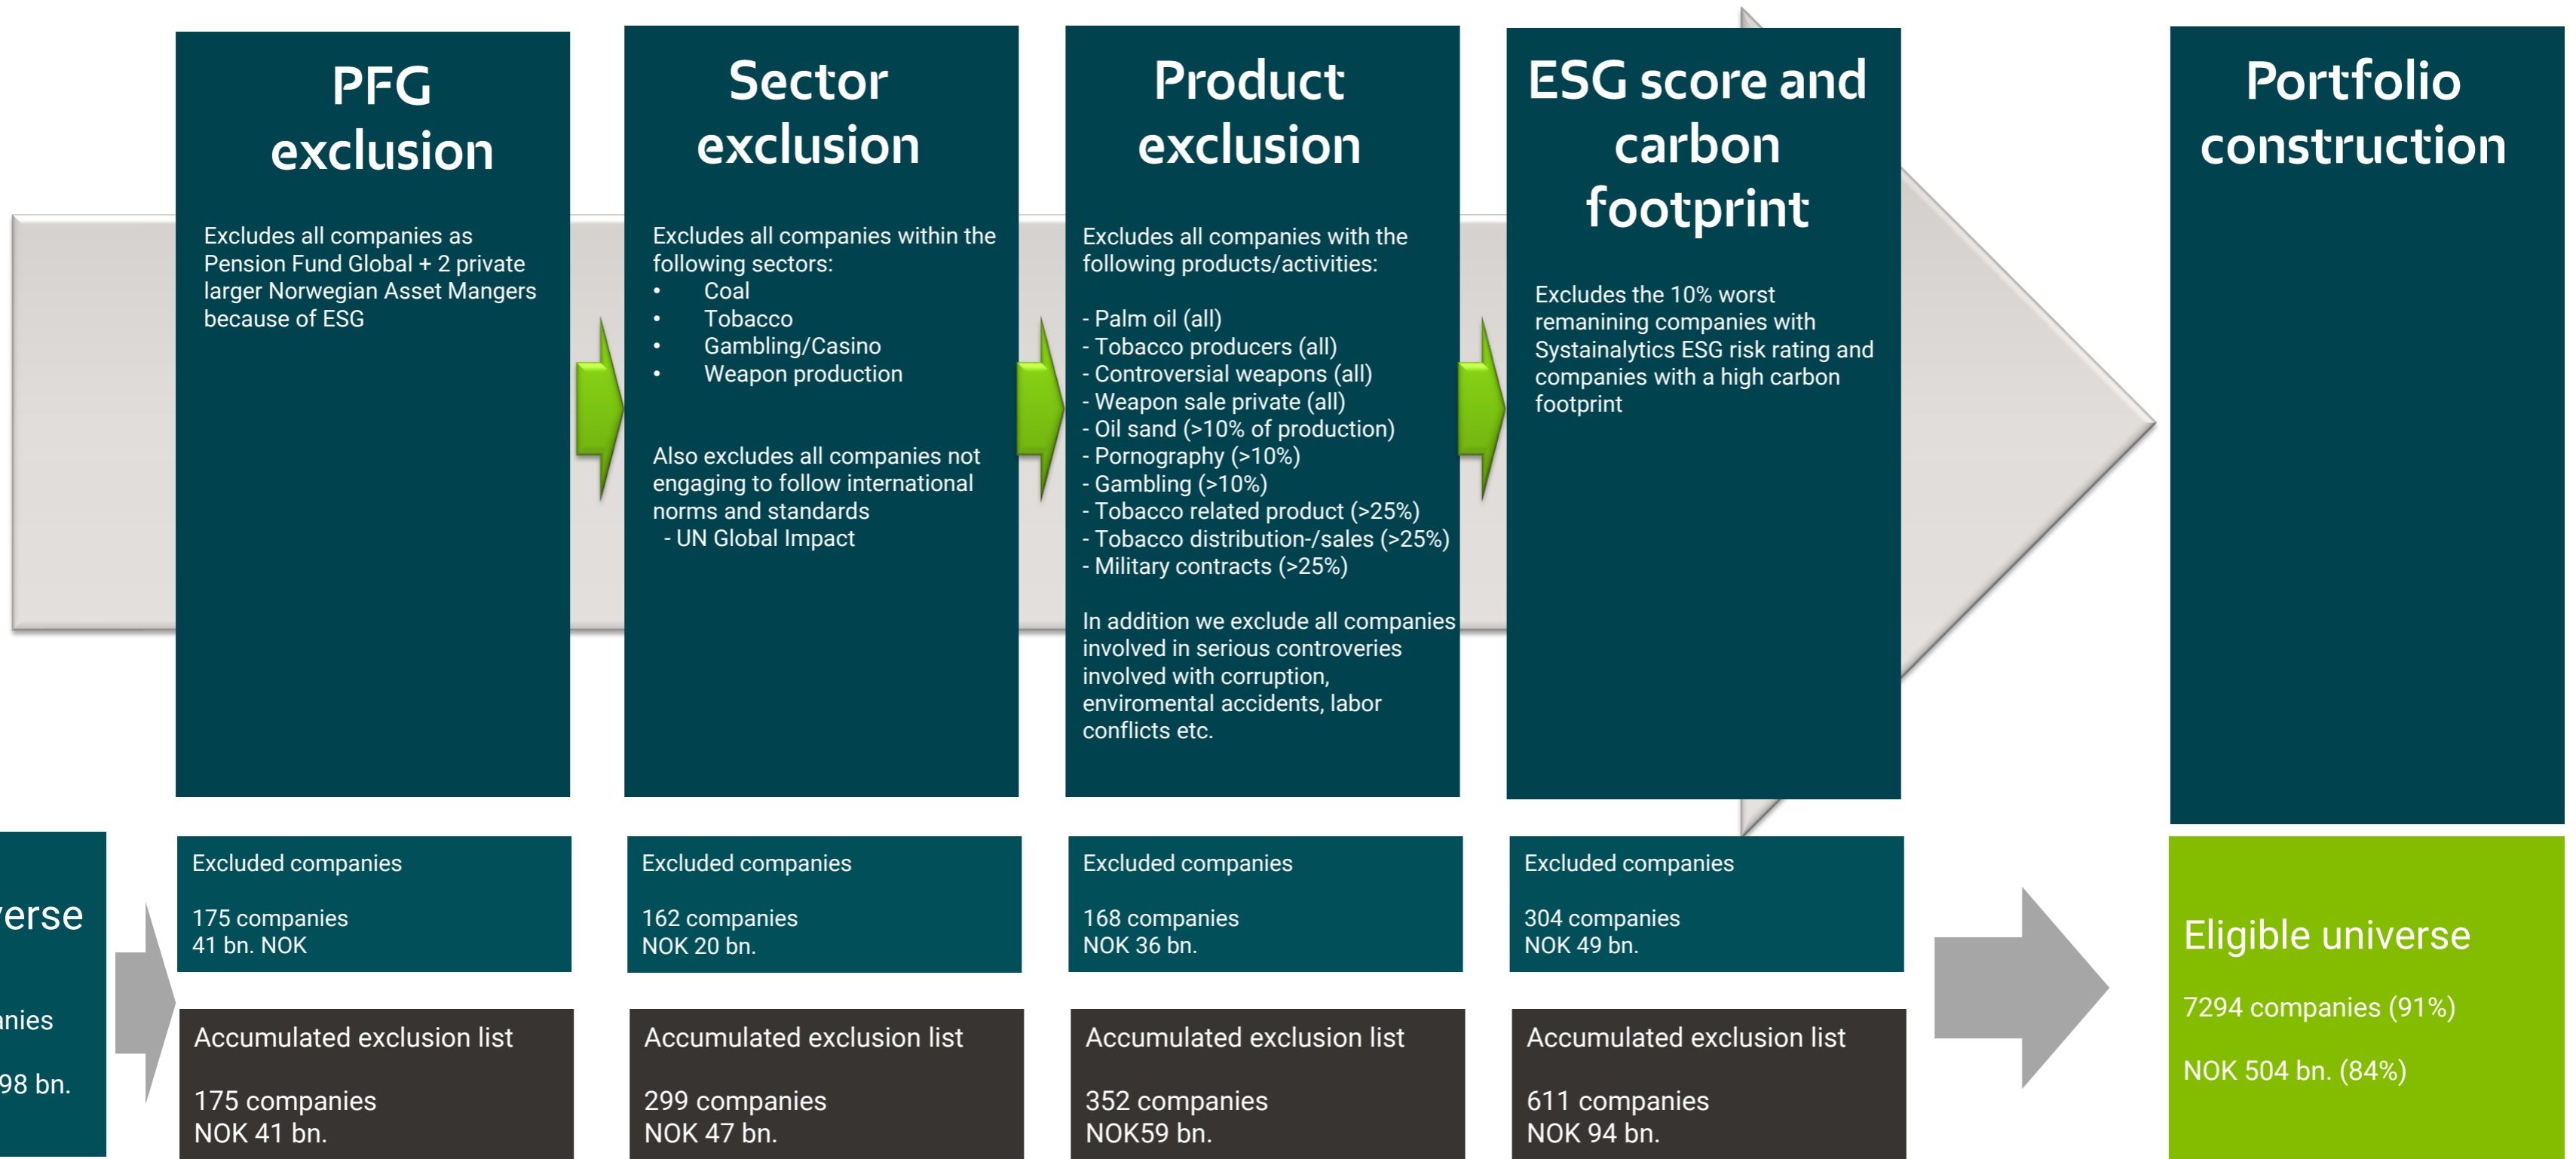 PFG
exclusion
Excludes all companies as
Pension Fund Global + 2 private
larger Norwegian Asset Mangers
because of ESG
Sector
exclusion
Excludes all companies within the
following sectors:
• Coal
• Tobacco
• Gambling/Casino
• Weapon production
Also excludes all companies not
engaging to follow international
norms and standards
- UN Global Impact
Product
exclusion
Excludes all companies with the
following products/activities:
- Palm oil (all)
- Tobacco producers (all)
- Controversial weapons (all)
- Weapon sale private (all)
- Oil sand (>10% of production)
- Pornography (>10%)
- Gambling (>10%)
- Tobacco related product (>25%)
- Tobacco distribution-/sales (>25%)
- Military contracts (>25%)
In addition we exclude all companies
involved in serious controveries
involved with corruption,
enviromental accidents, labor
conflicts etc.
ESG score and
carbon
footprint
Excludes the 10% worst
remanining companies with
Systainalytics ESG risk rating and
companies with a high carbon
footprint
Portfolio
construction
verse
anies
98 bn.
Excluded companies
175 companies
41 bn. NOK
Excluded companies
162 companies
NOK 20 bn.
Excluded companies
168 companies
NOK 36 bn.
Excluded companies
304 companies
NOK 49 bn.
Accumulated exclusion list
175 companies
NOK 41 bn.
Accumulated exclusion list
299 companies
NOK 47 bn.
Accumulated exclusion list
352 companies
NOK59 bn.
Accumulated exclusion list
611 companies
NOK 94 bn.
Eligible universe
7294 companies (91%)
NOK 504 bn. (84%)